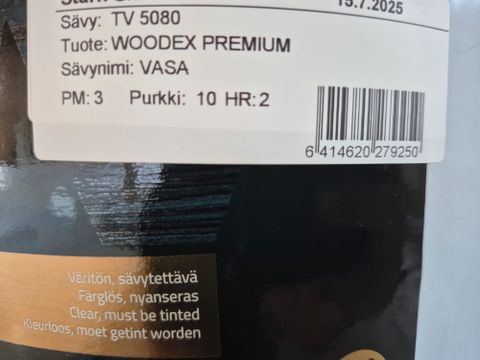 15.7.2025
Sävy: TV 5080
Tuote: WOODEX PREMIUM
Sävynimi: VASA
PM: 3 Purkki: 10 HR: 2
6 414620 279250
Väritön, sävytettävä
Färglös, nyanseras
Clear, must be tinted
Kleurloos, moet getint worden